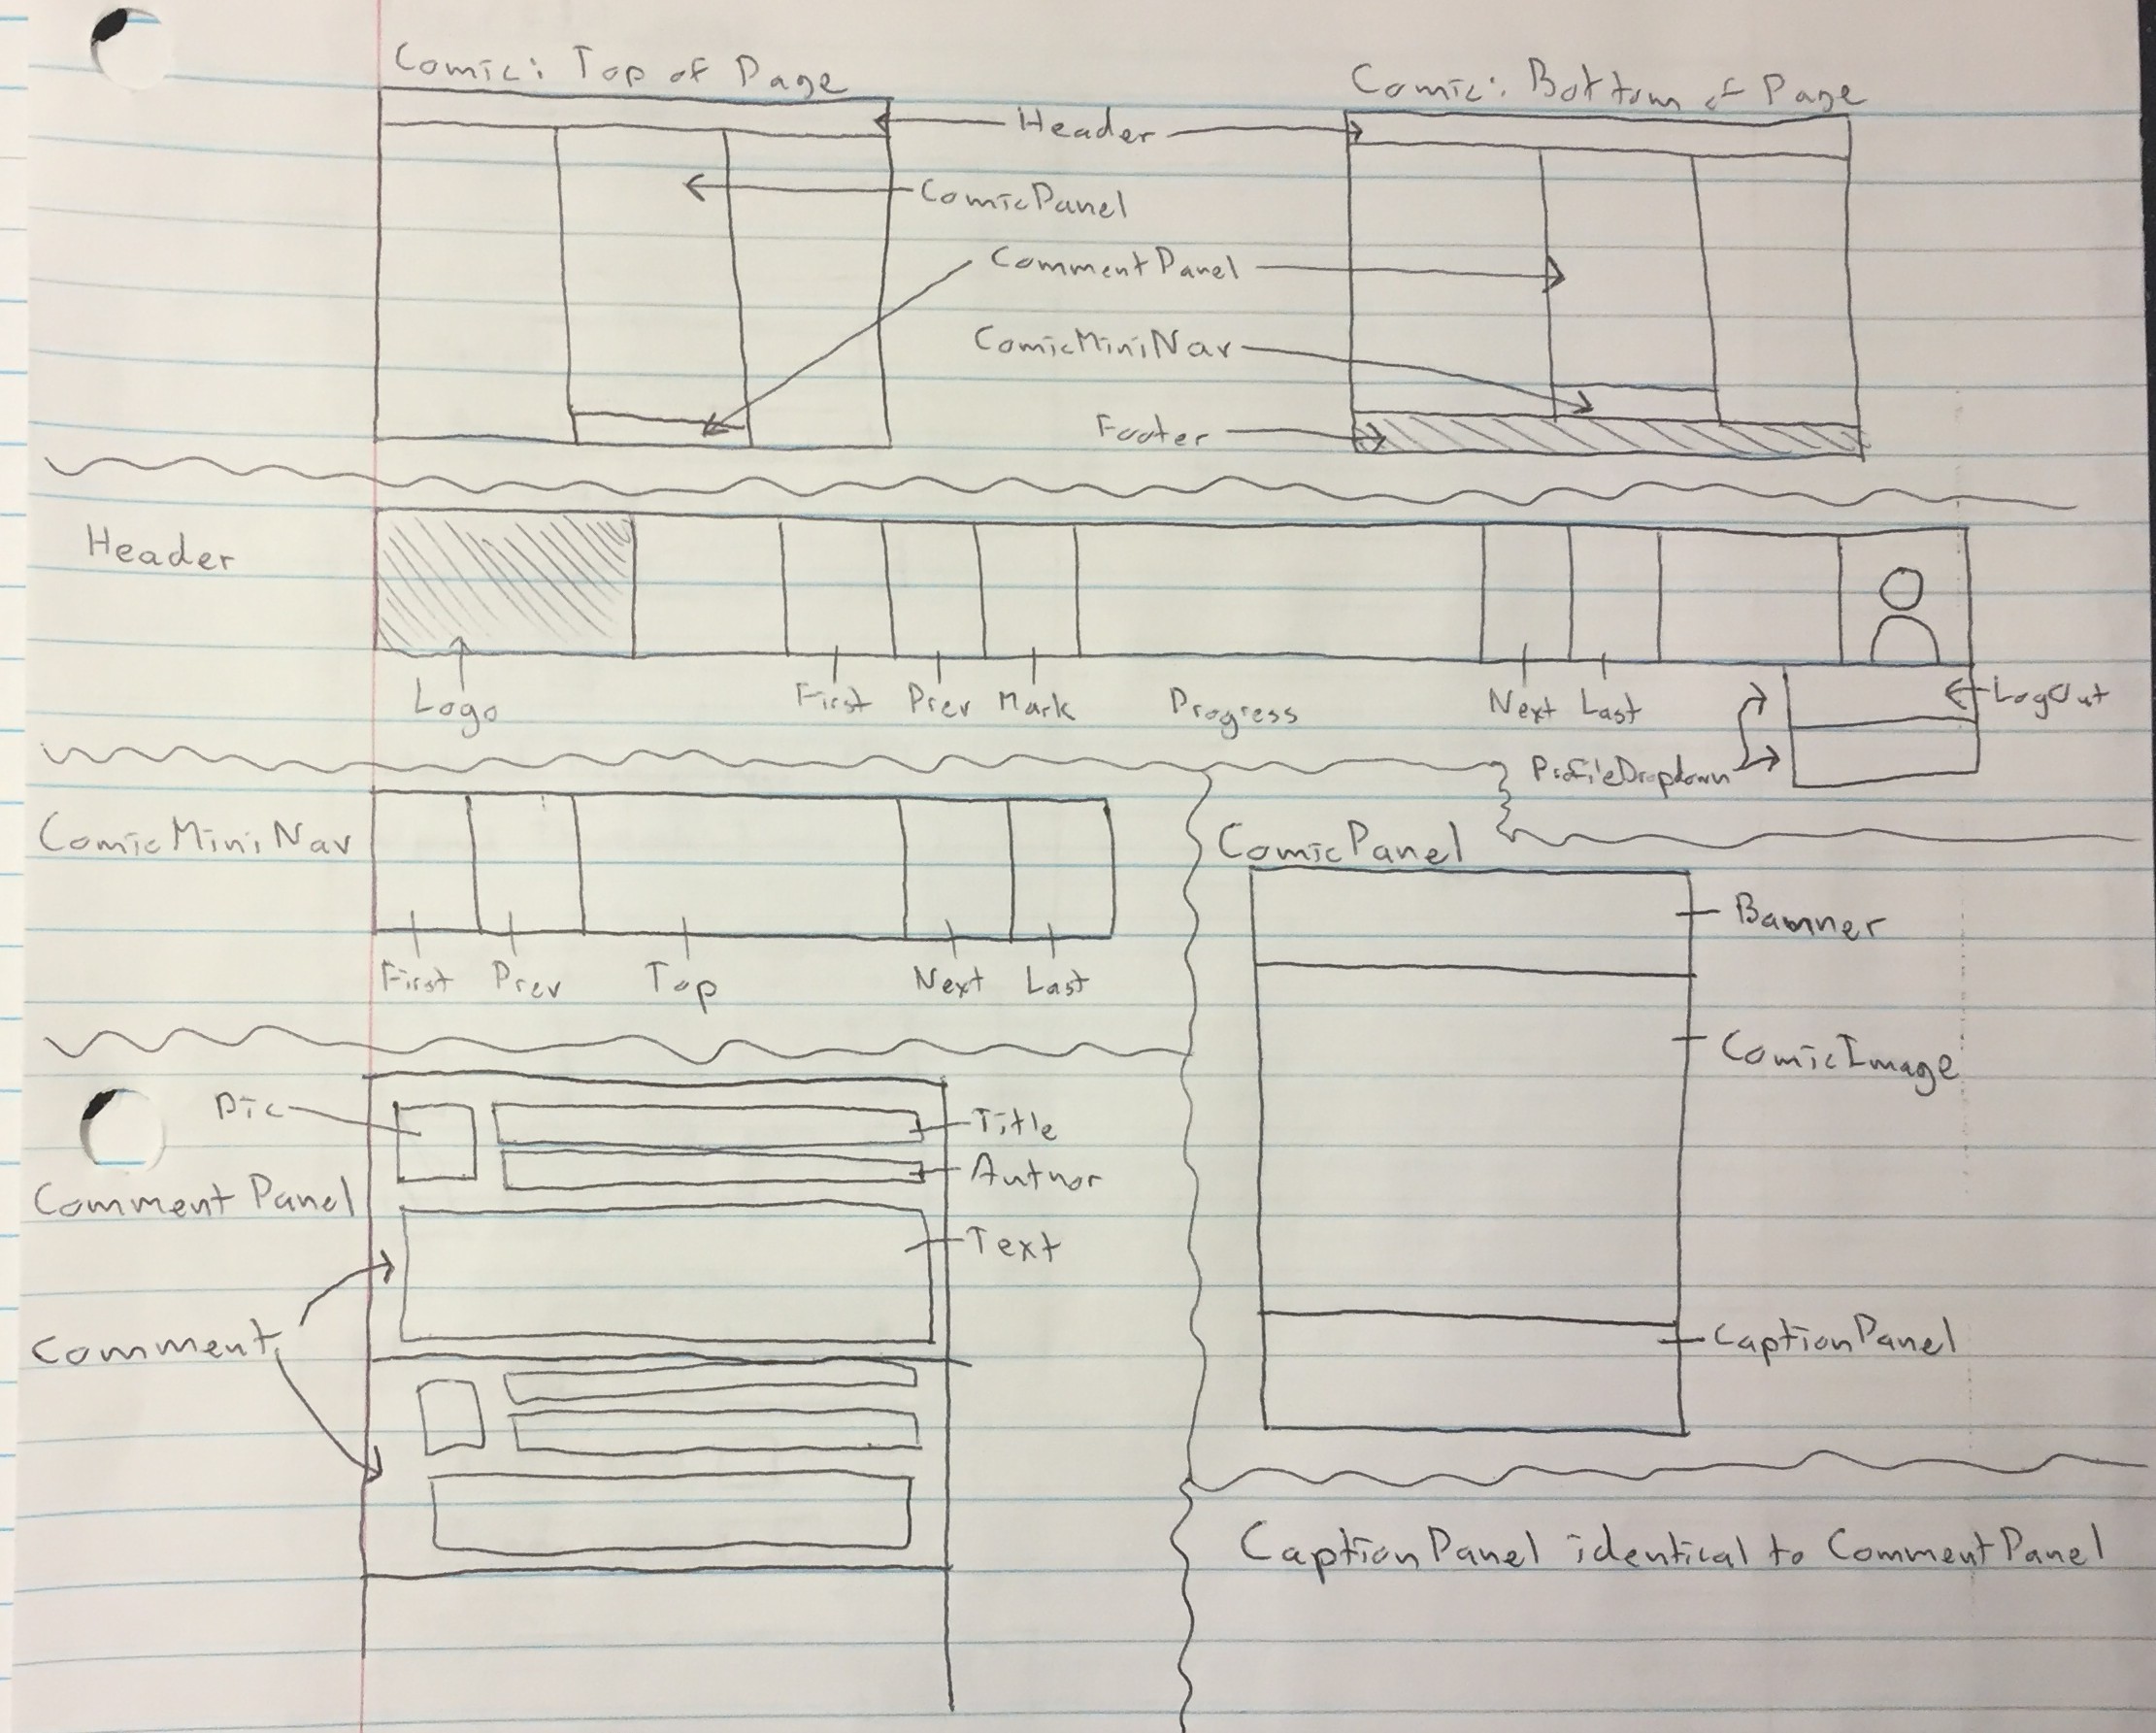 Comic: Top of Page
Comic: Bottom of Page
Header
ComicPanel
CommentPanel
ComicMiniNav
Footer
Header
Logo
First
Prev
Mark
Progress
Next
Last
LogOut
ProfileDropdown
ComicMiniNav
First
Prev
Top
Next
Last
ComicPanel
Bamner
ComicImage
CaptionPanel
Pic
Title
Author
Comment Panel
Text
Comment
CaptionPanel identical to CommentPanel